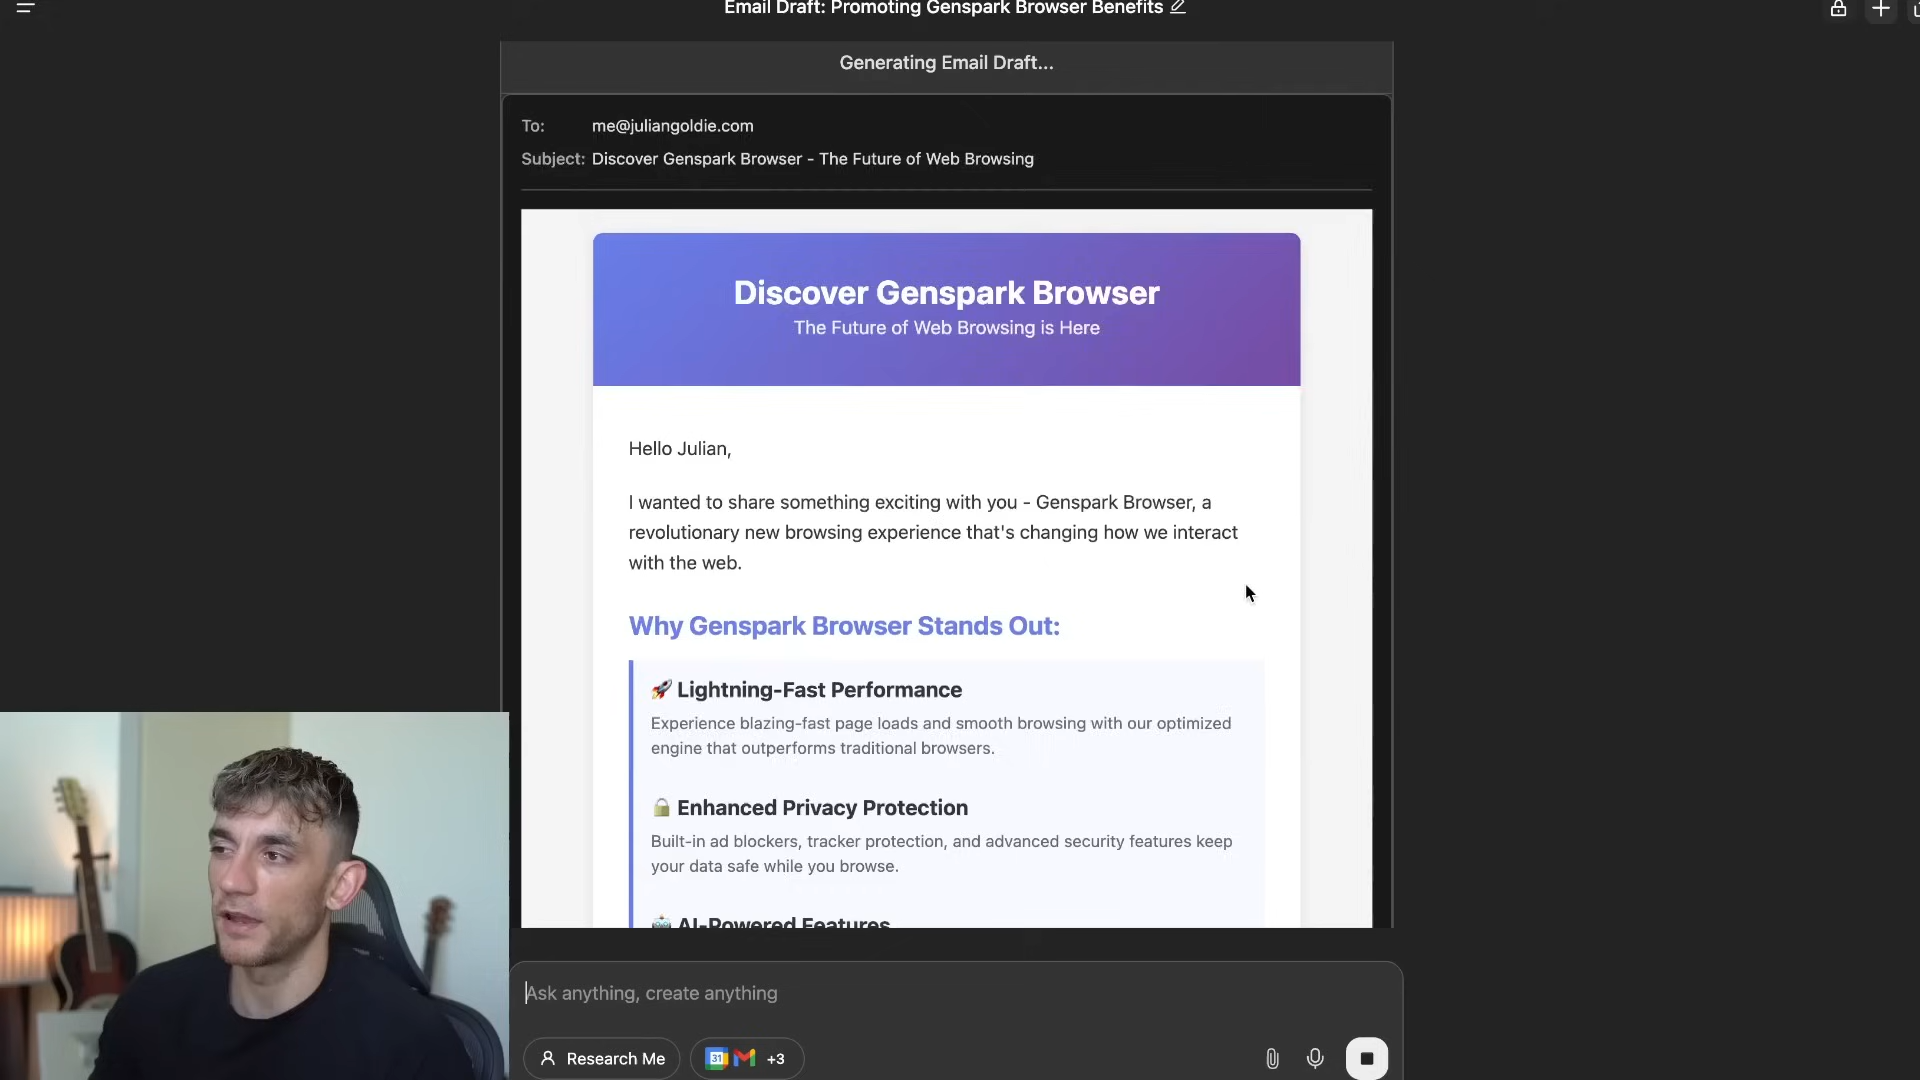 Email Draft: Promoting Genspark Browser Benefits
Generating Email Draft...
To: me@juliangoldie.com
Subject: Discover Genspark Browser - The Future of Web Browsing
Discover Genspark Browser
The Future of Web Browsing is Here
Hello Julian,
I wanted to share something exciting with you - Genspark Browser, a
revolutionary new browsing experience that's changing how we interact
with the web.
Why Genspark Browser Stands Out:
🚀 Lightning-Fast Performance
Experience blazing-fast page loads and smooth browsing with our optimized
engine that outperforms traditional browsers.
🔒 Enhanced Privacy Protection
Built-in ad blockers, tracker protection, and advanced security features keep
your data safe while you browse.
🤖 AI-Powered Features
Ask anything, create anything
Research Me
31
+3